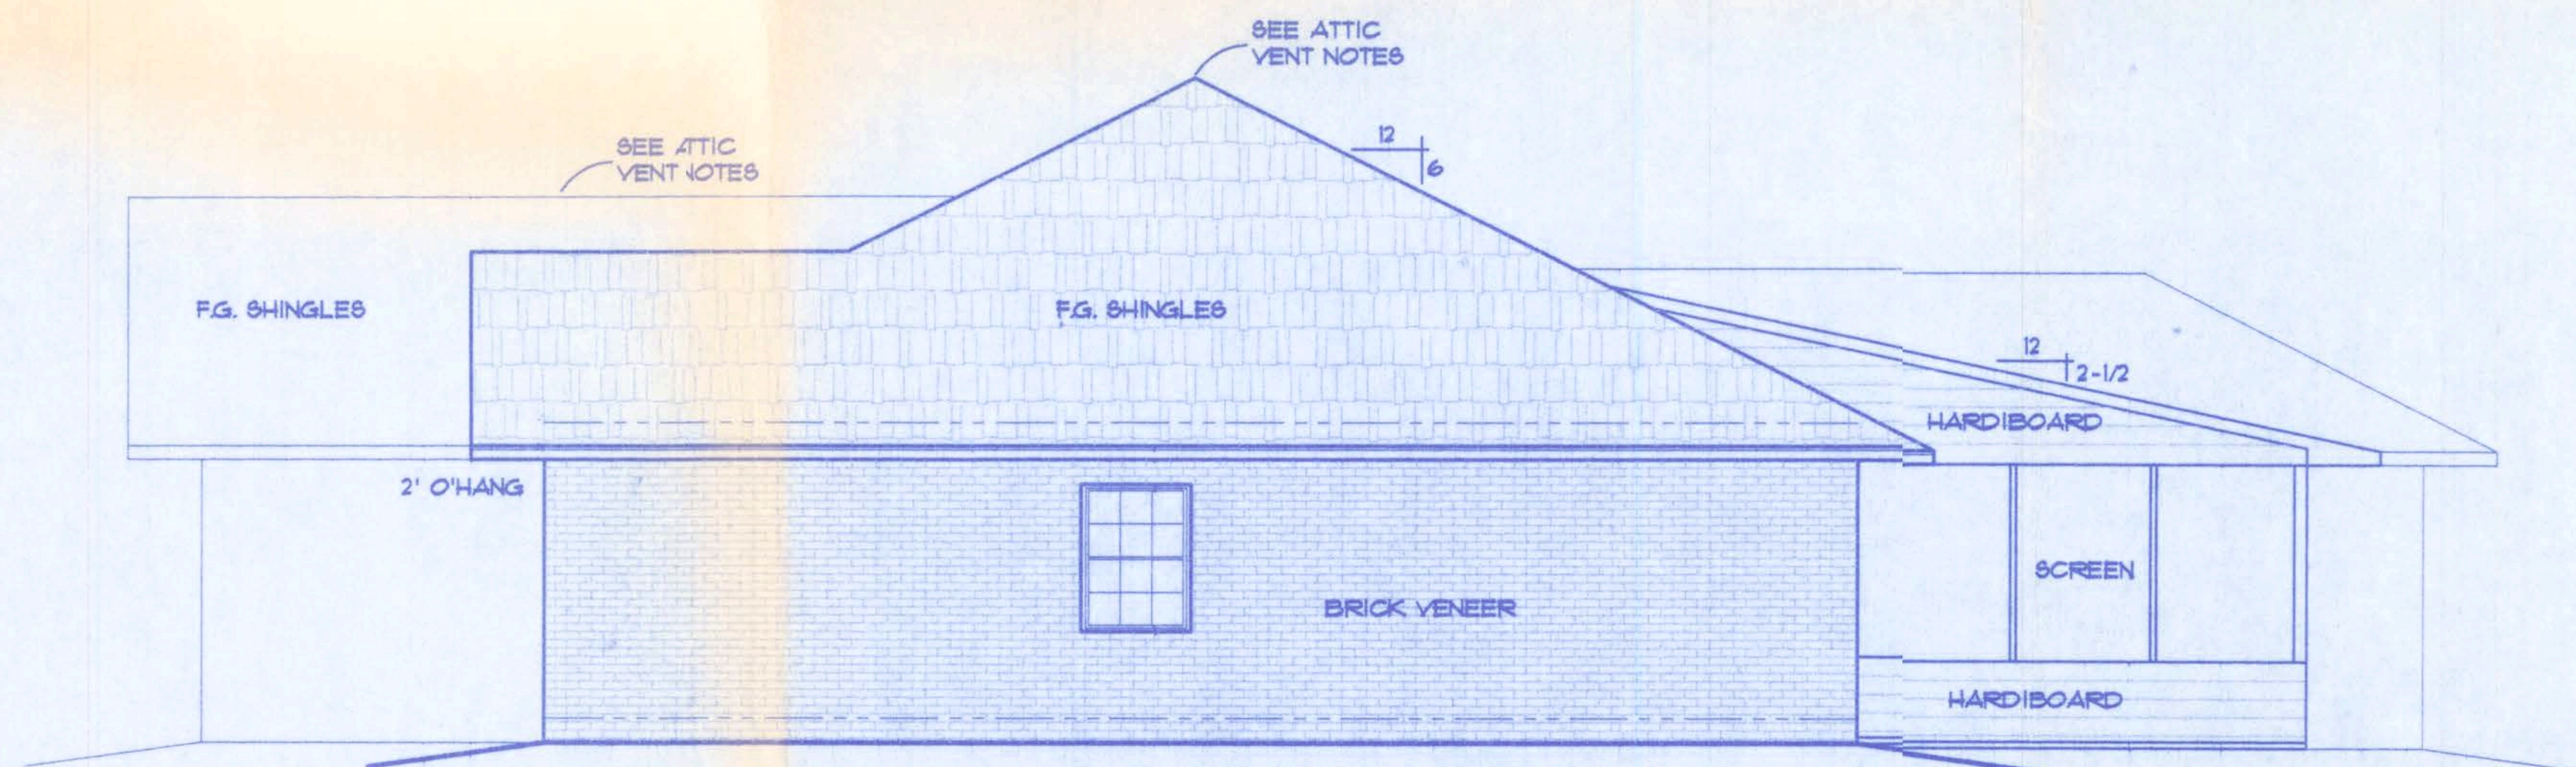 SEE ATTIC
VENT NOTES
12
6
SEE ATTIC
VENT NOTES
F.G. SHINGLES
F.G. SHINGLES
12
2-1/2
HARDIBOARD
2' O'HANG
SCREEN
BRICK VENEER
HARDIBOARD